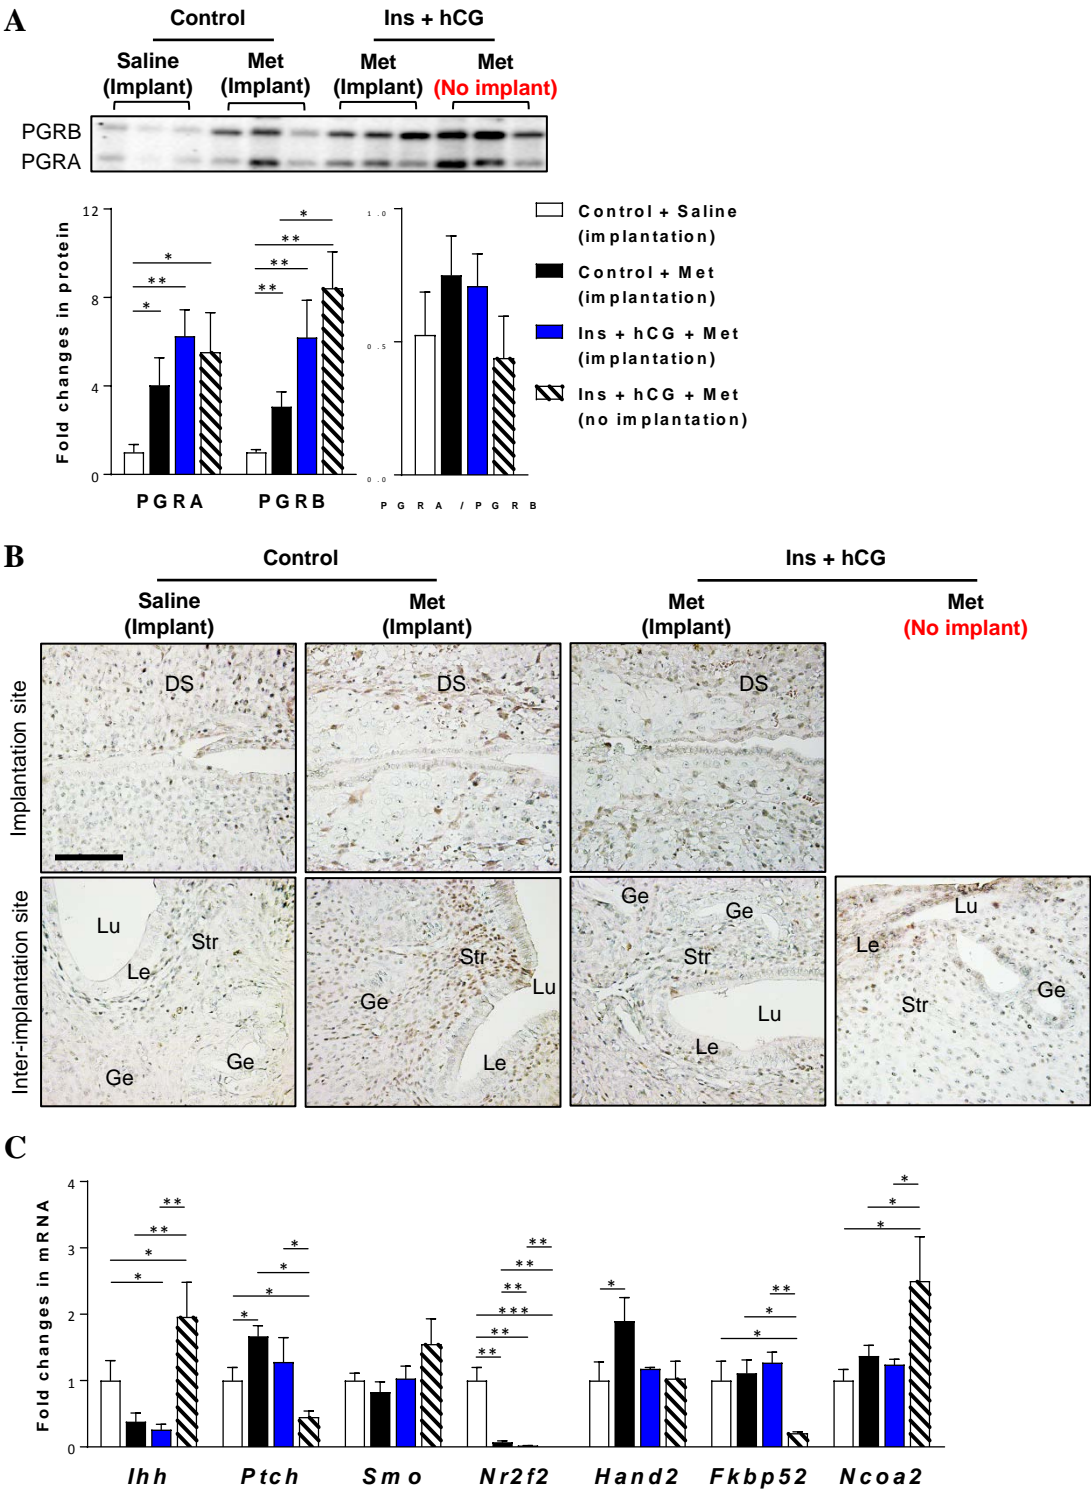 A
Control
Ins + hCG
Saline
(Implant)
Met
(Implant)
Met
(Implant)
Met
(No implant)
PGRB
PGRA
Fold changes in protein
12
8
4
0
*
**
*
*
**
**
**
PGRA
PGRB
1.0
0.5
0.0
PGRA / PGRB
Control + Saline
(implantation)
Control + Met
(implantation)
Ins + hCG + Met
(implantation)
Ins + hCG + Met
(no implantation)
B
Control
Ins + hCG
Saline
(Implant)
Met
(Implant)
Met
(Implant)
Met
(No implant)
Implantation site
DS
DS
DS
Inter-implantation site
Lu
Str
Le
Ge
Ge
Str
Ge
Lu
Le
Ge
Ge
Str
Lu
Le
Lu
Le
Str
Ge
C
Fold changes in mRNA
4
3
2
1
0
**
**
*
*
*
*
*
*
**
**
**
***
**
**
*
**
*
*
*
*
*
Ihh
Ptch
Smo
Nr2f2
Hand2
Fkbp52
Ncoa2